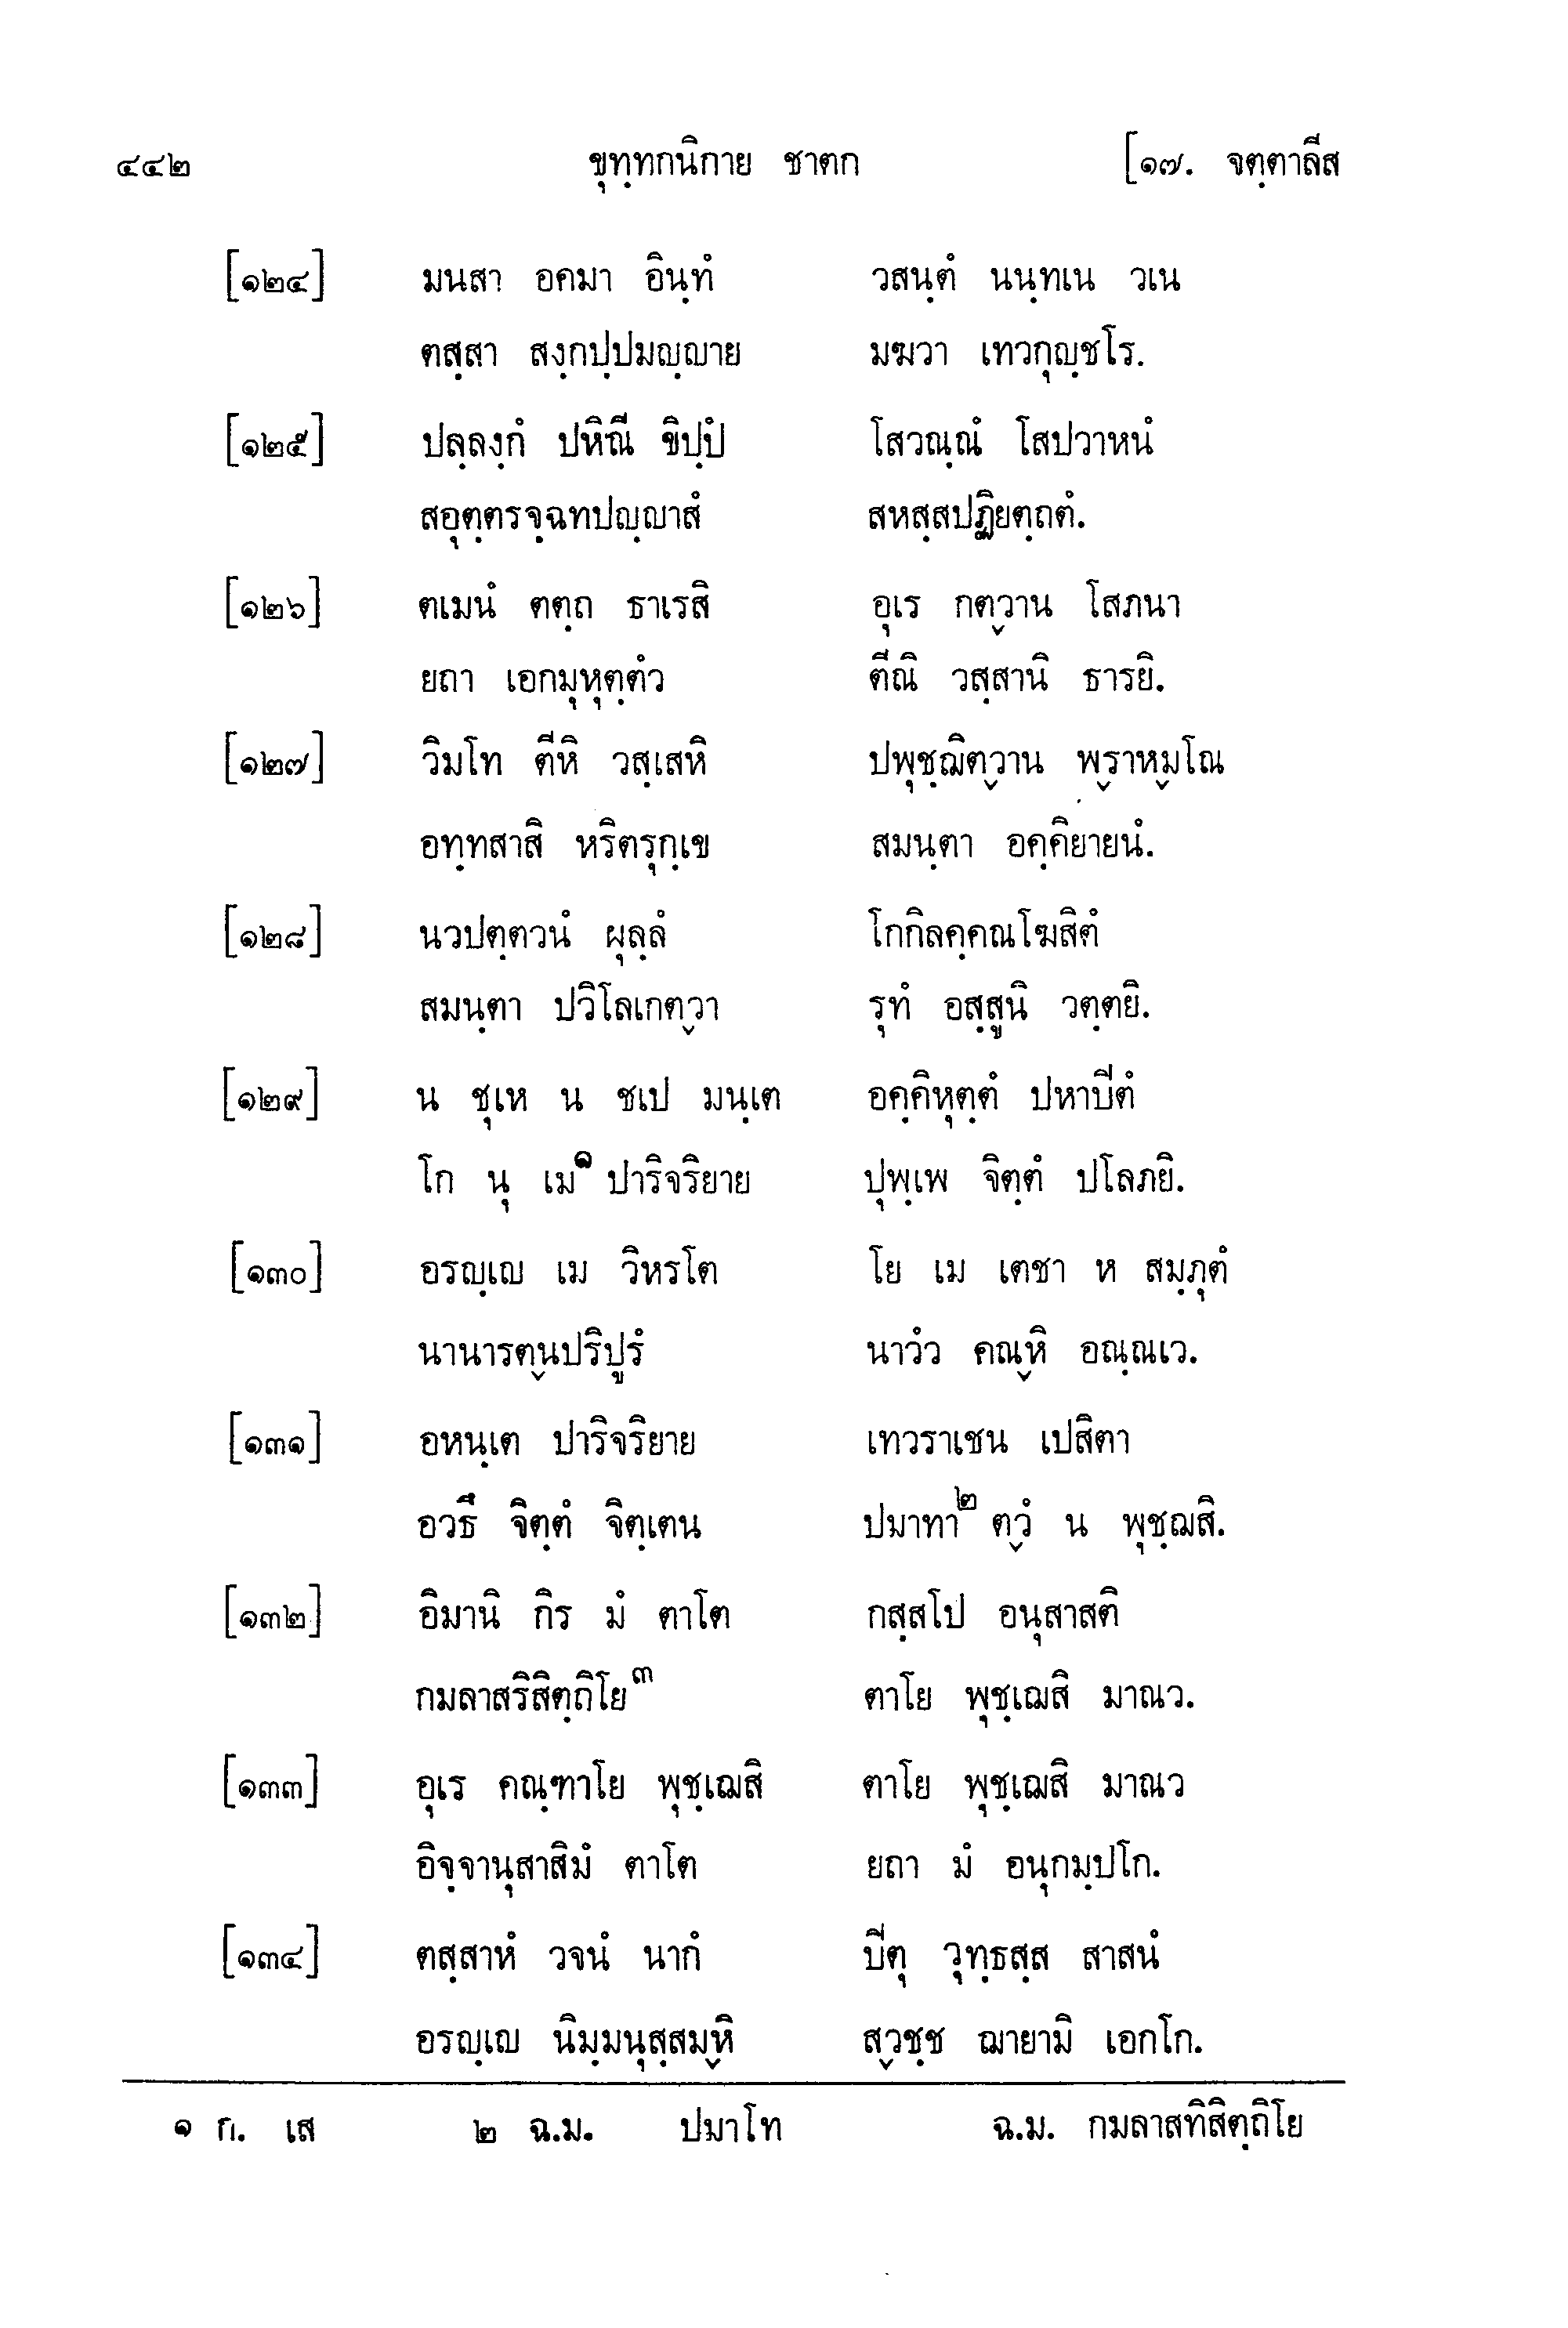 ๔๔๒ ขุทฺทกนิกาย ชาตก [๑๗. จตฺตาลีส
[๑๒๔] มนสา อคมา อินฺทํ วสนฺตํ นนฺทเน วเน
ตสฺสา สงฺกปฺปมญฺญาย มฆวา เทวกุญฺชโร.
[๑๒๕] ปลฺลงฺกํ ปหิณี ขิปฺปํ โสวณฺณํ โสปวาหนํ
สอุตฺตรจฺฉทปญฺญาสํ สหสฺสปฏิยตฺถตํ.
[๑๒๖] ตเมนํ ตตฺถ ธาเรสิ อุเร กตฺวาน โสภนา
ยถา เอกมุหุตฺตํว ตีณิ วสฺสานิ ธารยิ.
[๑๒๗] วิมโท ตีหิ วสฺเสหิ ปพุชฺฌิตฺวาน พฺราหฺมโณ
อทฺทสาสิ หริตรุกฺเข สมนฺตา อคฺคิยายนํ.
[๑๒๘] นวปตฺตวนํ ผุลฺลํ โกกิลคฺคณโฆสิตํ
สมนฺตา ปวิโลเกตฺวา รุทํ อสฺสูนิ วตฺตยิ.
[๑๒๙] น ชุเห น ชเป มนฺเต อคฺคิหุตฺตํ ปหาปิตํ
โก นุ เม๑ ปาริจริยาย ปุพฺเพ จิตฺตํ ปโลภยิ.
[๑๓๐] อรญฺเญ เม วิหรโต โย เม เตชา ห สมฺภุตํ
นานารตฺนปริปูรํ นาวํว คณฺหิ อณฺณเว.
[๑๓๑] อหนฺเต ปาริจริยาย เทวราเชน เปสิตา
อวธึ จิตฺตํ จิตฺเตน ปมาทา๒ ตฺวํ น พุชฺฌสิ.
[๑๓๒] อิมานิ กิร มํ ตาโต กสฺสโป อนุสาสติ
กมลาสริสิตฺถิโย๓ ตาโย พุชฺเฌสิ มาณว.
[๑๓๓] อุเร คณฺฑาโย พุชฺเฌสิ ตาโย พุชฺเฌสิ มาณว
อิจฺจานุสาสิมํ ตาโต ยถา มํ อนุกมฺปโก.
[๑๓๔] ตสฺสาหํ วจนํ นากํ ปิตุ วุทฺธสฺส สาสนํ
อรญฺเญ นิมฺมนุสฺสมฺหิ สฺวชฺช ฌายามิ เอกโก.
๑ ก. เส ๒ ฉ.ม. ปมาโท ฉ.ม. กมลาสทิสิตฺถิโย